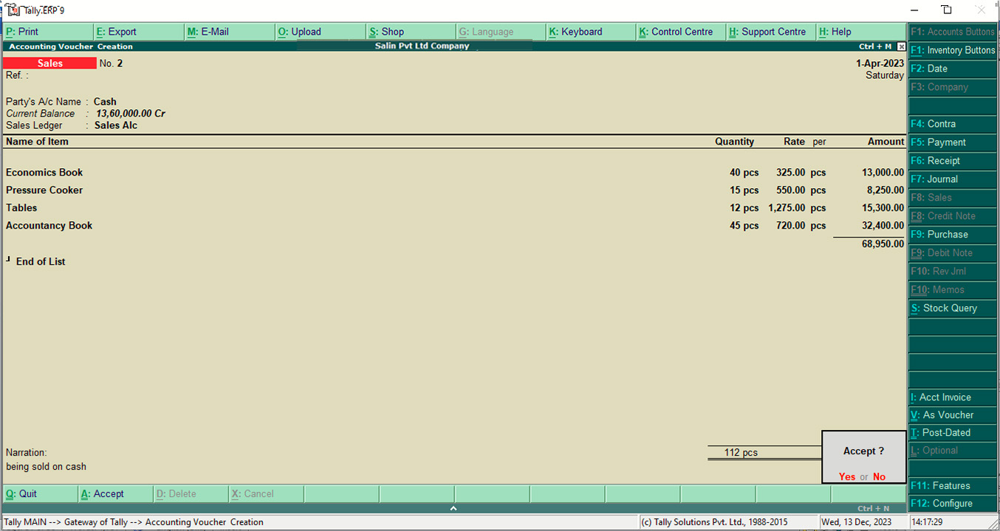 Tally.ERP 9
P: Print E: Export M: E-Mail O: Upload S: Shop G: Language K: Keyboard K: Control Centre H: Support Centre H: Help
Accounting Voucher Creation Salin Pvt Ltd Company Ctrl + M
Sales No. 2 1-Apr-2023
Ref. : Saturday
Party's A/c Name : Cash
Current Balance : 13,60,000.00 Cr
Sales Ledger : Sales Alc
Name of Item Quantity Rate per Amount
Economics Book 40 pcs 325.00 pcs 13,000.00
Pressure Cooker 15 pcs 550.00 pcs 8,250.00
Tables 12 pcs 1,275.00 pcs 15,300.00
Accountancy Book 45 pcs 720.00 pcs 32,400.00
68,950.00
End of List
Narration: 112 pcs
being sold on cash
Accept ?
Yes or No
F1: Accounts Buttons
F1: Inventory Buttons
F2: Date
F3: Company
F4: Contra
F5: Payment
F6: Receipt
F7: Journal
F8: Sales
F8: Credit Note
F9: Purchase
F9: Debit Note
F10: Rev Jrnl
F10: Memos
S: Stock Query
I: Acct Invoice
V: As Voucher
T: Post-Dated
L: Optional
F11: Features
F12: Configure
Q: Quit A: Accept D: Delete X: Cancel
Ctrl + N
Tally MAIN --> Gateway of Tally --> Accounting Voucher Creation (c) Tally Solutions Pvt. Ltd., 1988-2015 Wed, 13 Dec, 2023 14:17:29